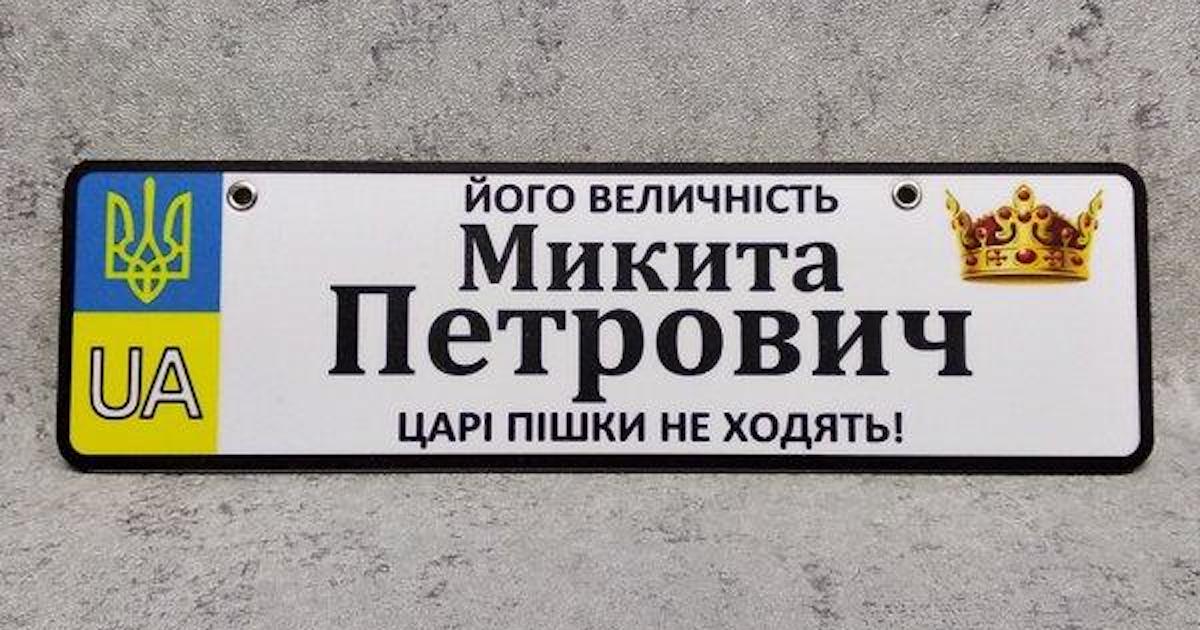 ЙОГО ВЕЛИЧНІСТЬ
Микита
Петрович
UA
ЦАРІ ПІШКИ НЕ ХОДЯТЬ!